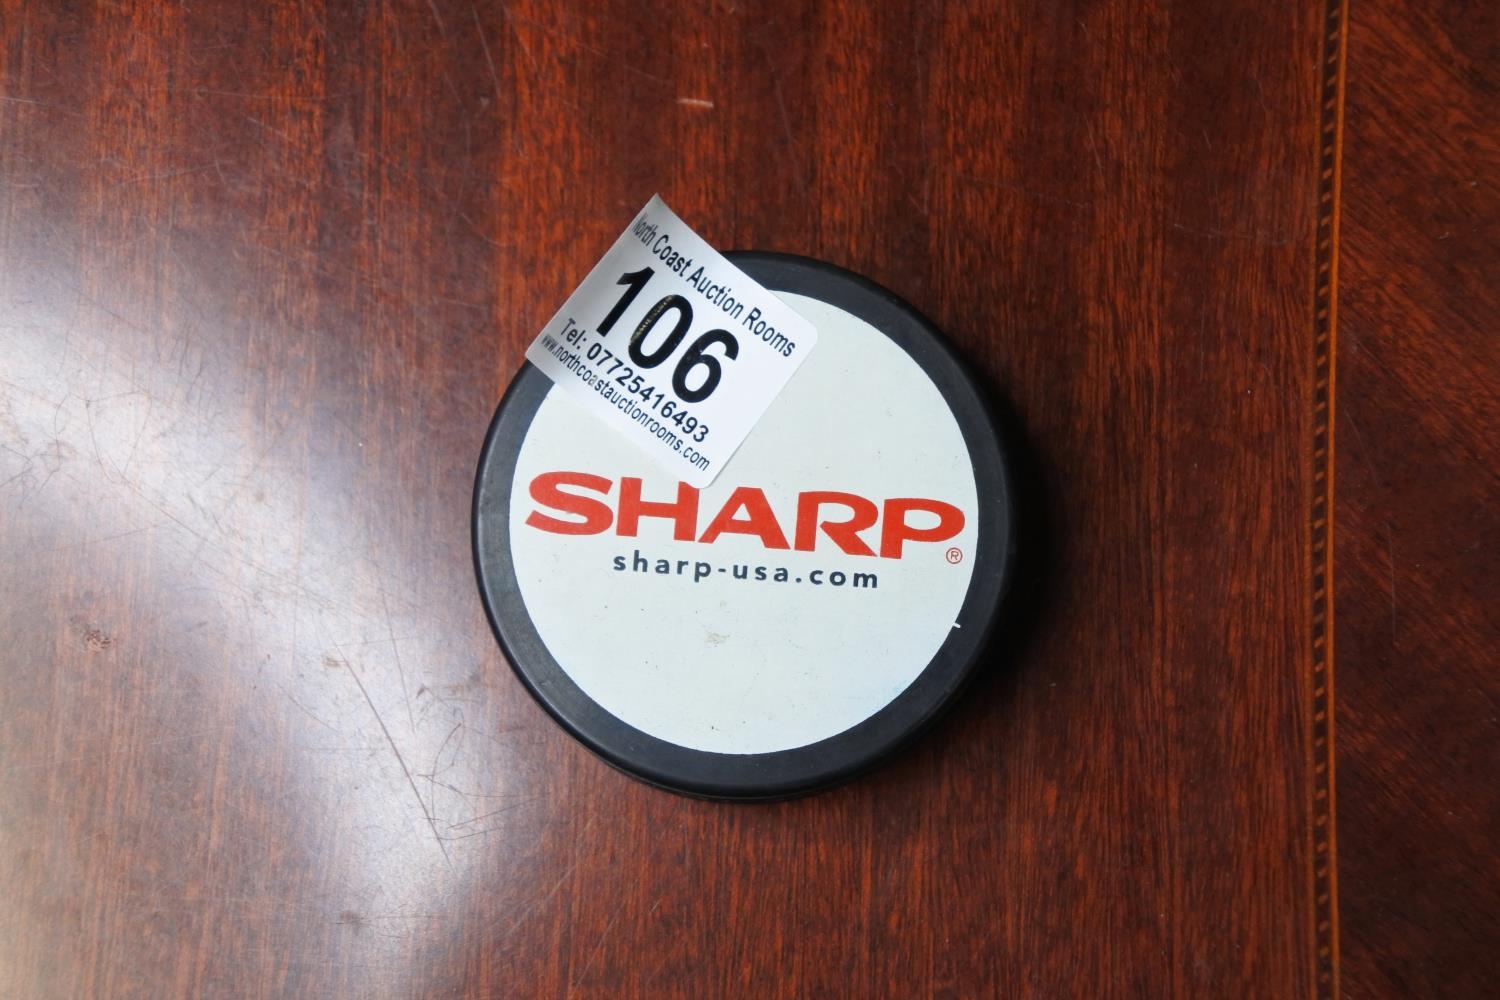 North Coast Auction Rooms
106
Tel: 07725416493
www.northcoastauctionrooms.com
SHARP®
sharp-usa.com